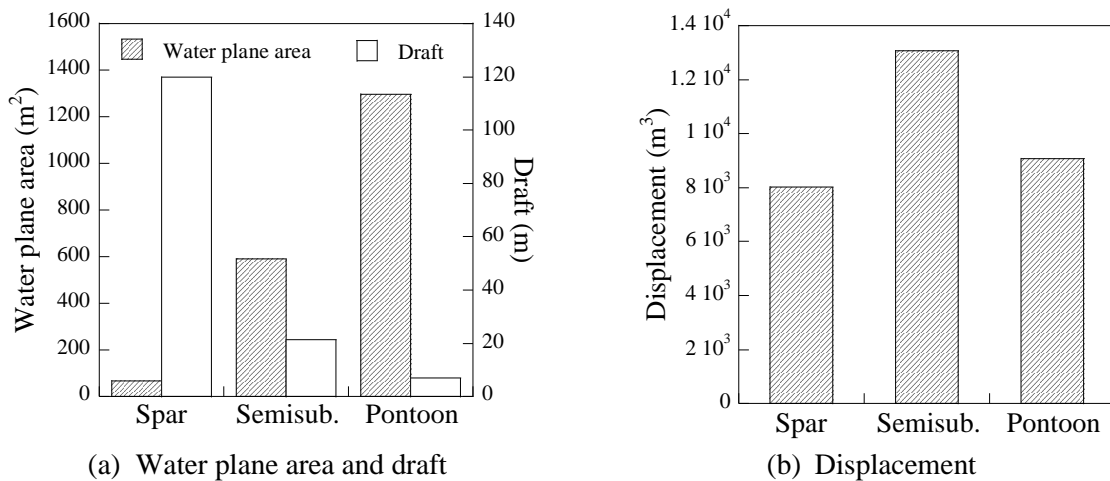 1600
1400
1200
1000
800
600
400
200
0
Water plane area (m²)
Water plane area
Draft
140
120
100
80
60
40
20
0
Draft (m)
Spar Semisub. Pontoon
(a) Water plane area and draft
1.4 10⁴
1.2 10⁴
1 10⁴
8 10³
6 10³
4 10³
2 10³
0
Displacement (m³)
Spar Semisub. Pontoon
(b) Displacement